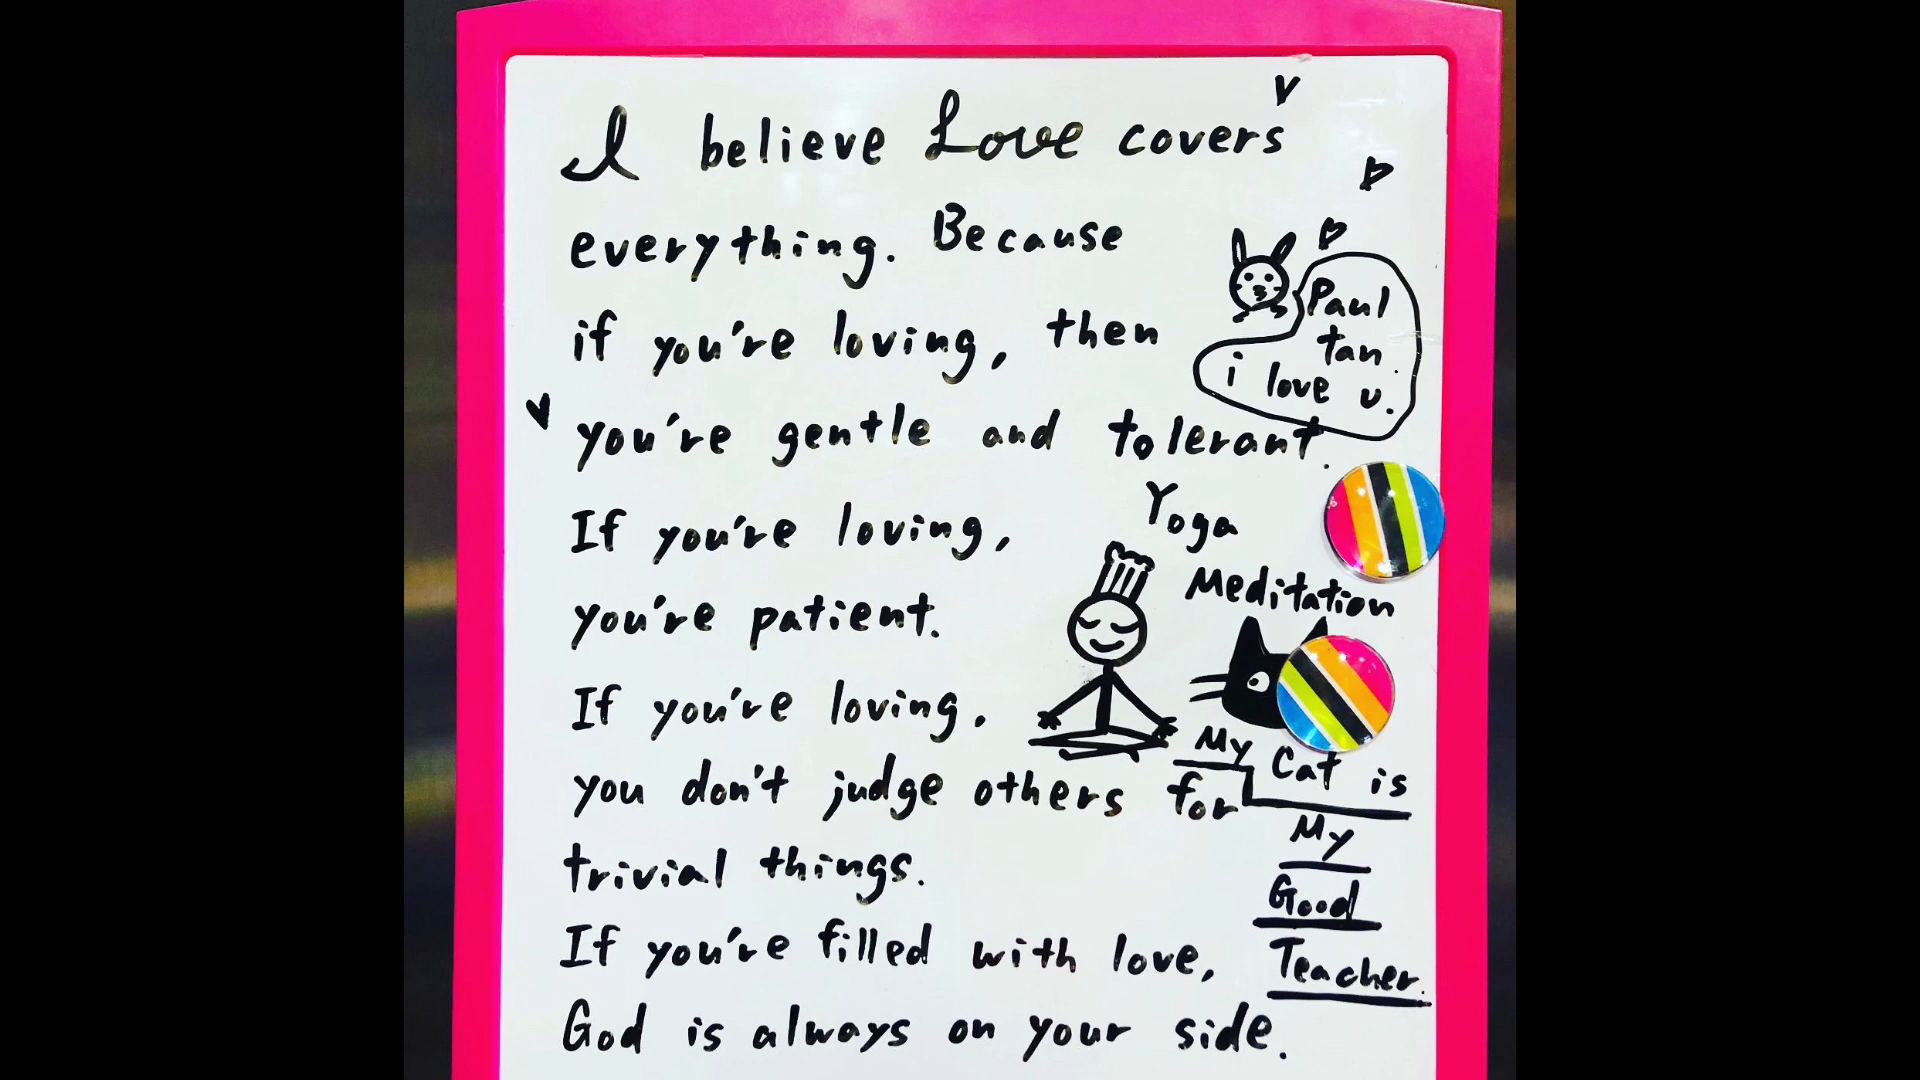 I believe Love covers
everything. Because
if you're loving, then
you're gentle and tolerant.
If you're loving,
you're patient.
If you're loving,
you don't judge others for
trivial things.
If you're filled with love,
God is always on your side.
Paul
tan
i love u.
Yoga
Meditation
My Cat is
My
Good
Teacher.